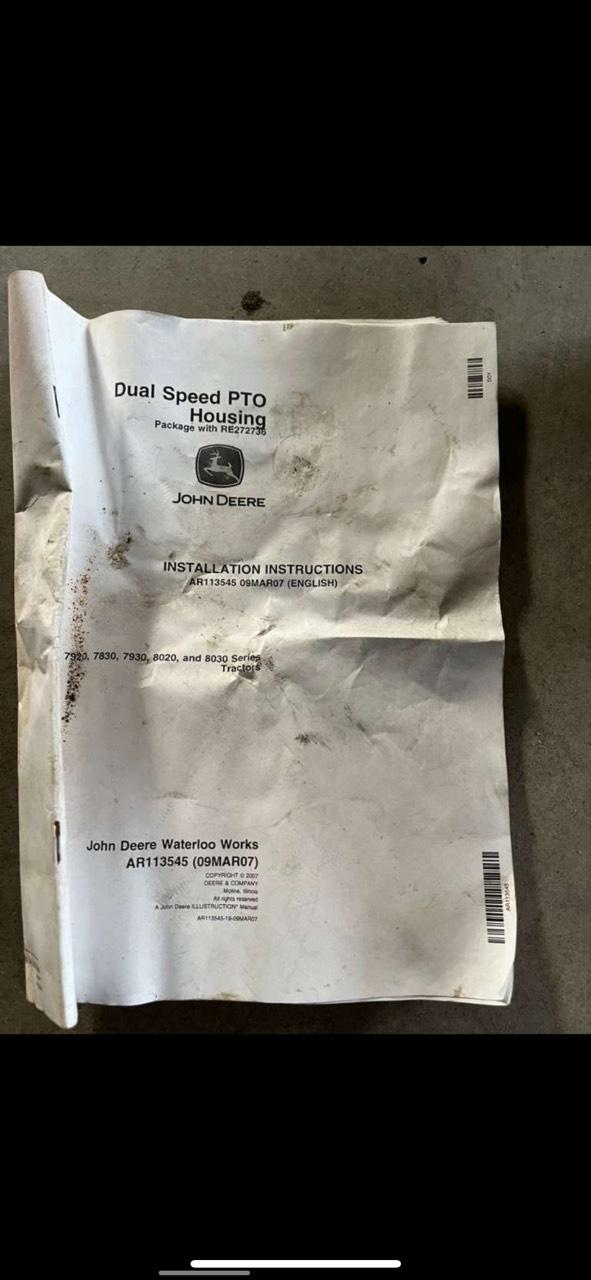 Dual Speed PTO
Housing
Package with RE272736
JOHN DEERE
INSTALLATION INSTRUCTIONS
AR113545 09MAR07 (ENGLISH)
7920, 7830, 7930, 8020, and 8030 Series
Tractors
John Deere Waterloo Works
AR113545 (09MAR07)
COPYRIGHT © 2007
DEERE & COMPANY
Moline, Illinois
All rights reserved
A John Deere ILLUSTRUCTION® Manual
AR113545-19-09MAR07
DCY
AR113545